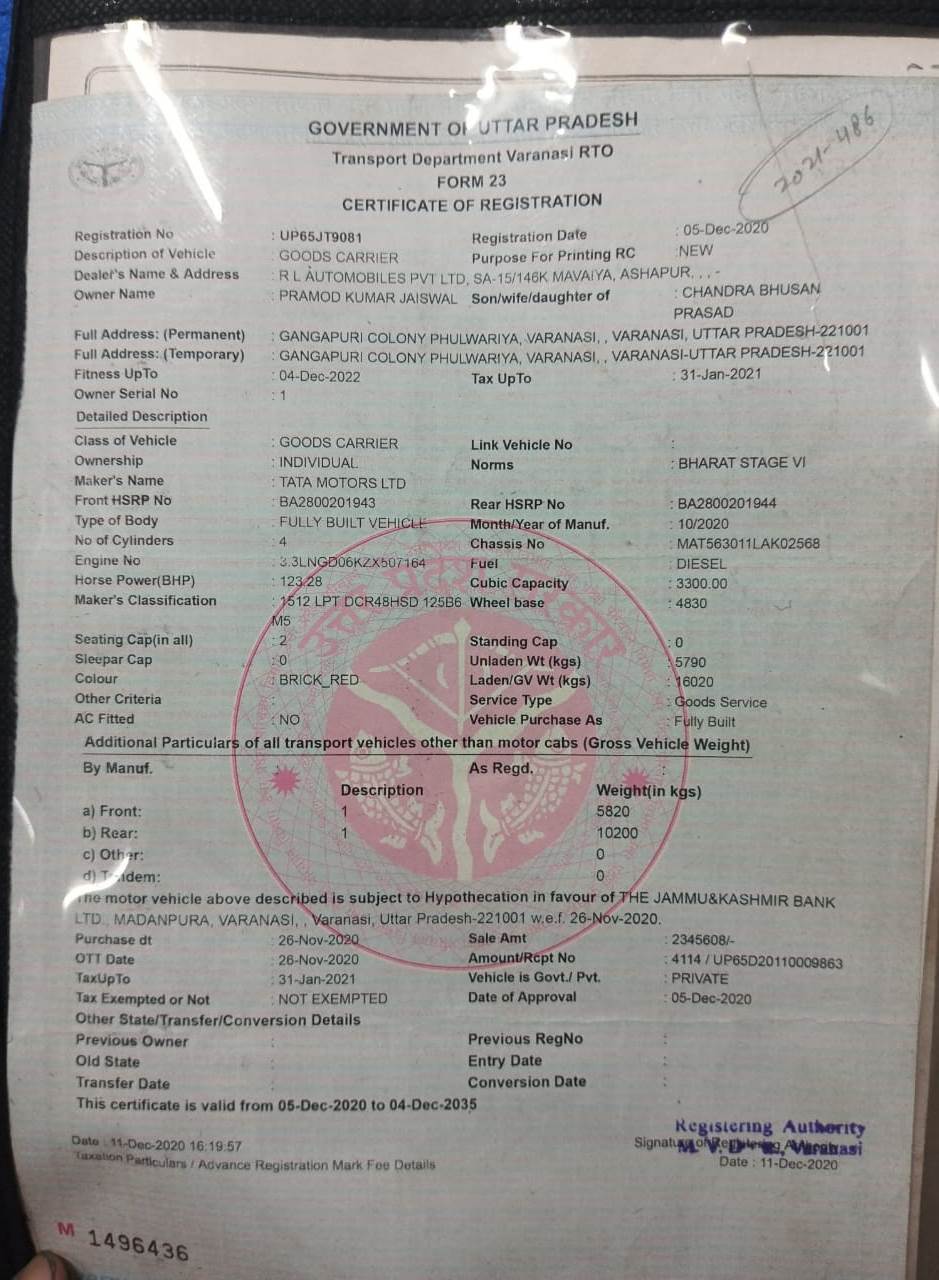 GOVERNMENT OF UTTAR PRADESH
Transport Department Varanasi RTO
FORM 23
CERTIFICATE OF REGISTRATION
2021-486
Registration No : UP65JT9081 Registration Date : 05-Dec-2020
Description of Vehicle : GOODS CARRIER Purpose For Printing RC :NEW
Dealer's Name & Address : R L AUTOMOBILES PVT LTD, SA-15/146K MAVAIYA, ASHAPUR, , , -
Owner Name : PRAMOD KUMAR JAISWAL Son/wife/daughter of : CHANDRA BHUSAN
PRASAD
Full Address: (Permanent) : GANGAPURI COLONY PHULWARIYA, VARANASI, , VARANASI, UTTAR PRADESH-221001
Full Address: (Temporary) : GANGAPURI COLONY PHULWARIYA, VARANASI, , VARANASI-UTTAR PRADESH-221001
Fitness UpTo : 04-Dec-2022 Tax UpTo : 31-Jan-2021
Owner Serial No : 1
Detailed Description
Class of Vehicle : GOODS CARRIER Link Vehicle No :
Ownership : INDIVIDUAL Norms : BHARAT STAGE VI
Maker's Name : TATA MOTORS LTD
Front HSRP No : BA2800201943 Rear HSRP No : BA2800201944
Type of Body : FULLY BUILT VEHICLE Month/Year of Manuf. : 10/2020
No of Cylinders : 4 Chassis No : MAT563011LAK02568
Engine No : 3.3LNGD06KZX507164 Fuel : DIESEL
Horse Power(BHP) : 123.28 Cubic Capacity : 3300.00
Maker's Classification : 1512 LPT DCR48HSD 125B6 Wheel base : 4830
M5
Seating Cap(in all) : 2 Standing Cap : 0
Sleepar Cap : 0 Unladen Wt (kgs) : 5790
Colour : BRICK_RED Laden/GV Wt (kgs) : 16020
Other Criteria : Service Type : Goods Service
AC Fitted : NO Vehicle Purchase As : Fully Built
उत्तर प्रदेश सरकार
Additional Particulars of all transport vehicles other than motor cabs (Gross Vehicle Weight)
By Manuf. : As Regd. :
Description Weight(in kgs)
a) Front: 1 5820
b) Rear: 1 10200
c) Other: 0
d) Tandem: 0
The motor vehicle above described is subject to Hypothecation in favour of THE JAMMU&KASHMIR BANK
LTD., MADANPURA, VARANASI, , Varanasi, Uttar Pradesh-221001 w.e.f. 26-Nov-2020.
Purchase dt : 26-Nov-2020 Sale Amt : 2345608/-
OTT Date : 26-Nov-2020 Amount/Rcpt No : 4114 / UP65D20110009863
TaxUpTo : 31-Jan-2021 Vehicle is Govt./ Pvt. : PRIVATE
Tax Exempted or Not : NOT EXEMPTED Date of Approval : 05-Dec-2020
Other State/Transfer/Conversion Details
Previous Owner : Previous RegNo :
Old State : Entry Date :
Transfer Date : Conversion Date :
This certificate is valid from 05-Dec-2020 to 04-Dec-2035
Registering Authority
Date : 11-Dec-2020 16:19:57 Signature of Registering Authority
Varanasi
Taxation Particulars / Advance Registration Mark Fee Details Date : 11-Dec-2020
M 1496436